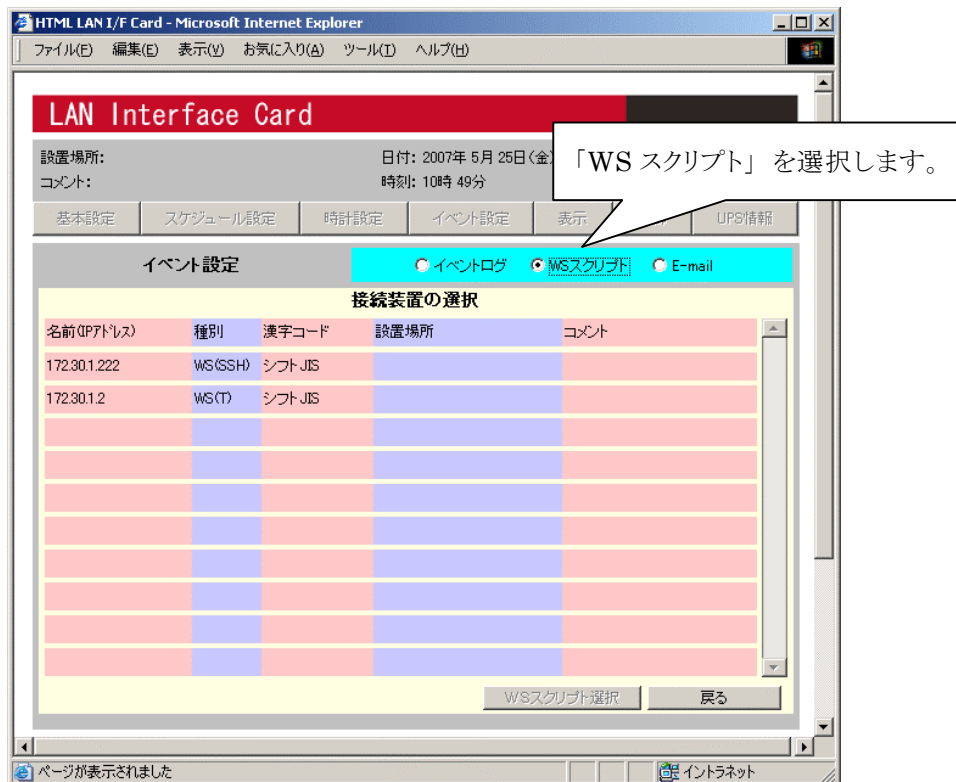 HTML LAN I/F Card - Microsoft Internet Explorer
ファイル(F) 編集(E) 表示(V) お気に入り(A) ツール(T) ヘルプ(H)
LAN Interface Card
設置場所: 日付: 2007年 5月 25日(金)
コメント: 時刻: 10時 49分
「WS スクリプト」を選択します。
基本設定 スケジュール設定 時計設定 イベント設定 表示 UPS情報
イベント設定 イベントログ WSスクリプト E-mail
接続装置の選択
名前(IPアドレス) 種別 漢字コード 設置場所 コメント
172.30.1.222 WS(SSH) シフトJIS
172.30.1.2 WS(T) シフトJIS
WSスクリプト選択 戻る
ページが表示されました イントラネット